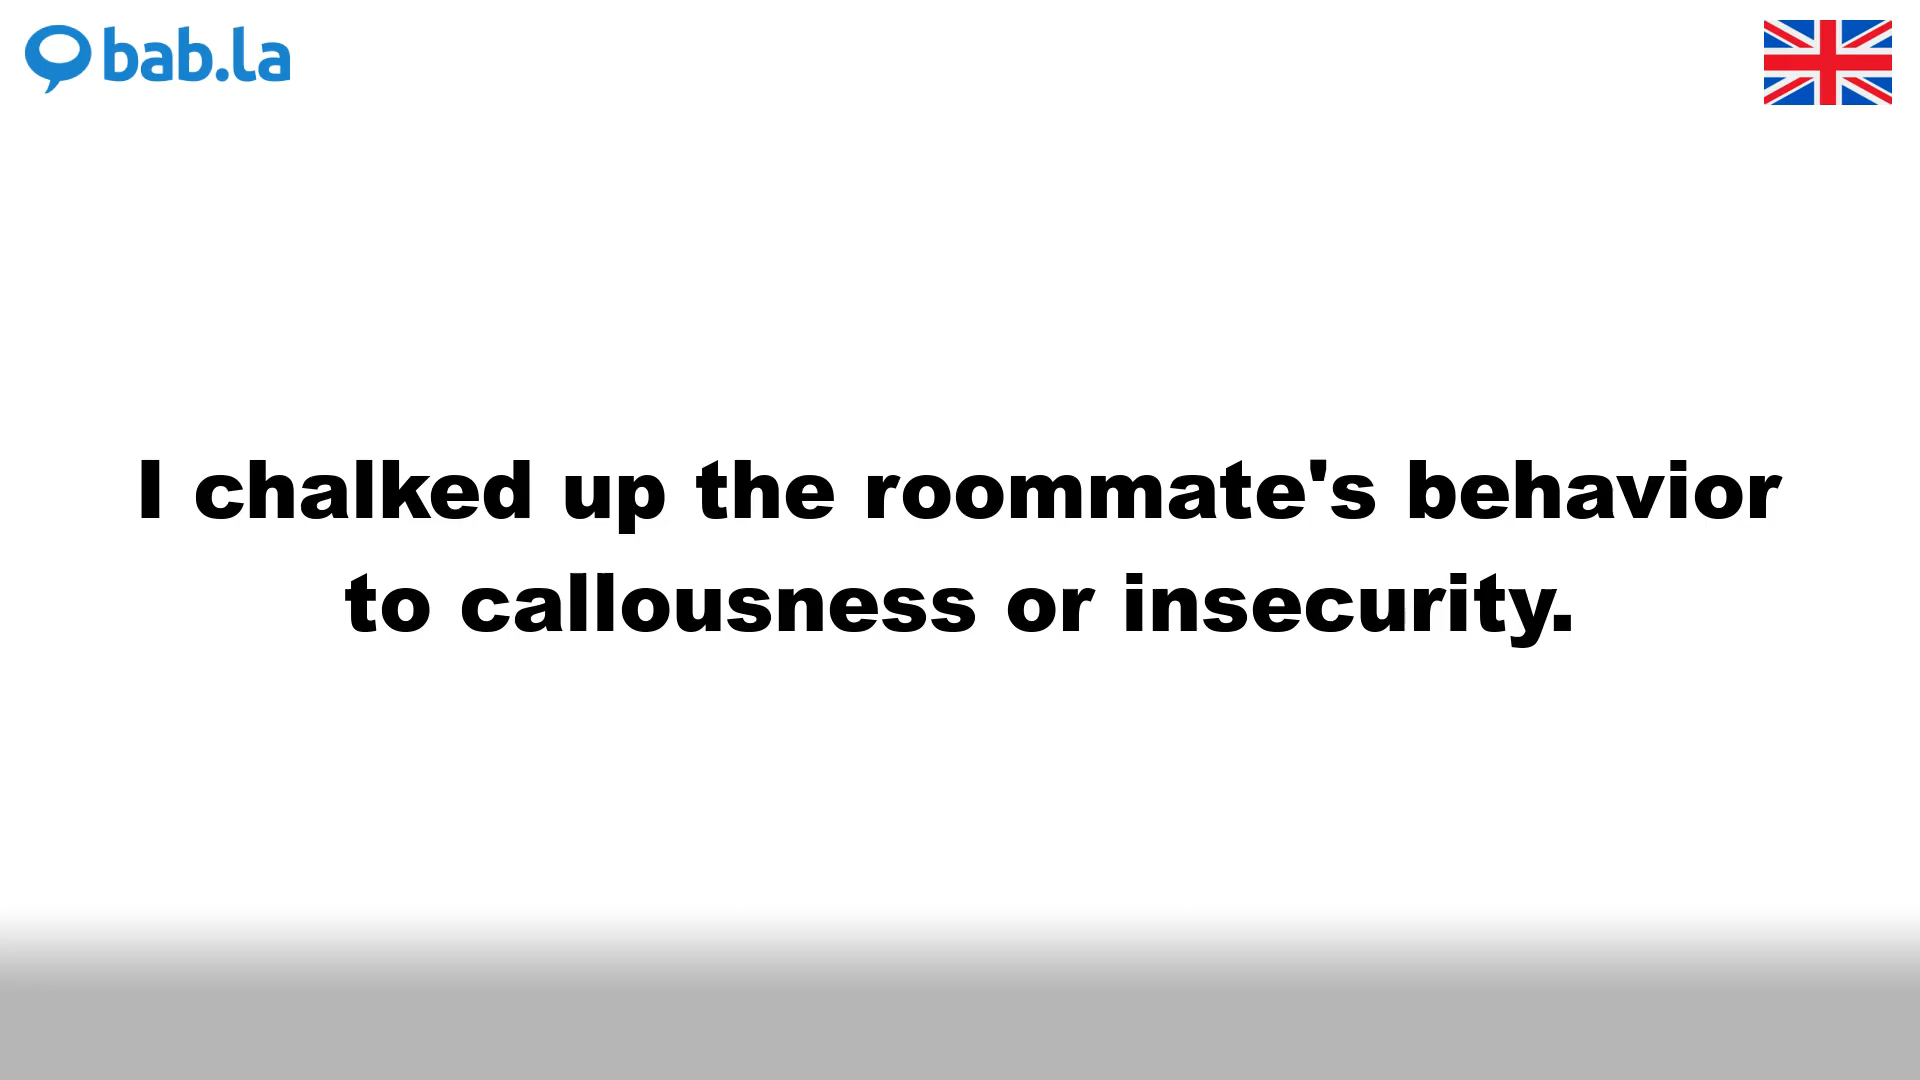 bab.la
I chalked up the roommate's behavior
to callousness or insecurity.